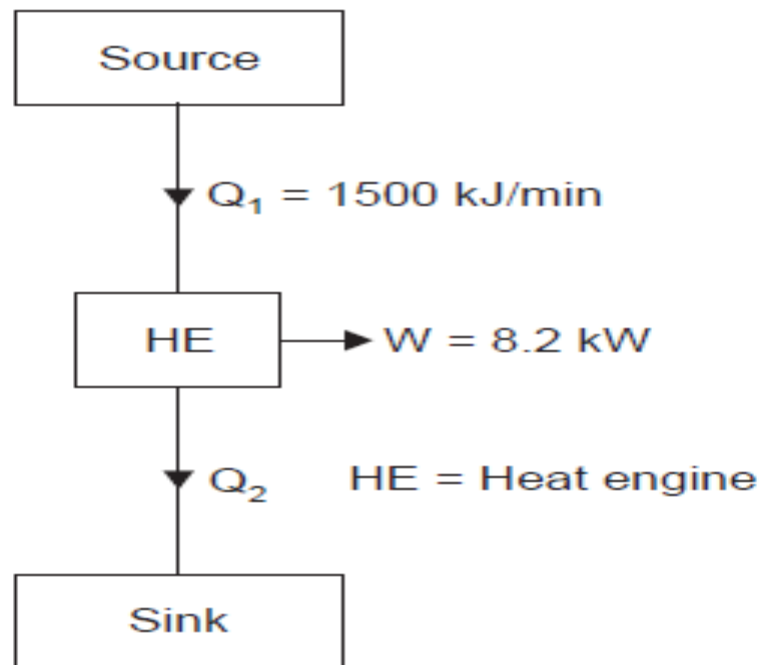 Source
Q₁ = 1500 kJ/min
HE
W = 8.2 kW
Q₂
HE = Heat engine
Sink